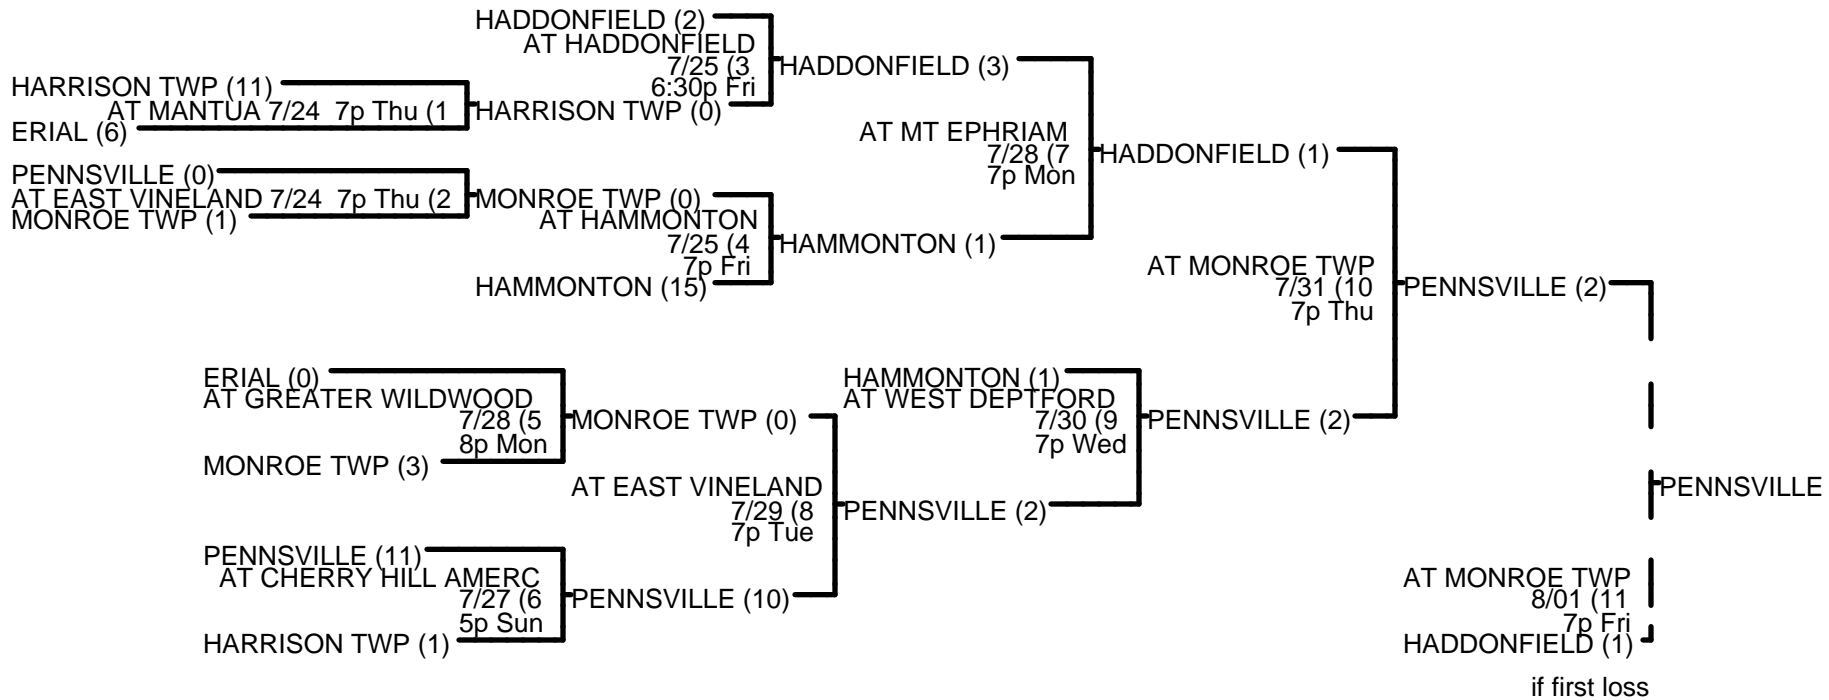 HADDONFIELD (2)
AT HADDONFIELD
7/25 (3
6:30p Fri
HARRISON TWP (11)
AT MANTUA 7/24 7p Thu (1
ERIAL (6)
HARRISON TWP (0)
HADDONFIELD (3)
PENNSVILLE (0)
AT EAST VINELAND 7/24 7p Thu (2
MONROE TWP (1)
MONROE TWP (0)
AT HAMMONTON
7/25 (4
7p Fri
HAMMONTON (15)
HAMMONTON (1)
AT MT EPHRIAM
7/28 (7
7p Mon
HADDONFIELD (1)
AT MONROE TWP
7/31 (10
7p Thu
PENNSVILLE (2)
ERIAL (0)
AT GREATER WILDWOOD
7/28 (5
8p Mon
MONROE TWP (3)
MONROE TWP (0)
AT EAST VINELAND
7/29 (8
7p Tue
PENNSVILLE (11)
AT CHERRY HILL AMERC
7/27 (6
5p Sun
HARRISON TWP (1)
PENNSVILLE (10)
HAMMONTON (1)
AT WEST DEPTFORD
7/30 (9
7p Wed
PENNSVILLE (2)
PENNSVILLE (2)
PENNSVILLE
AT MONROE TWP
8/01 (11
7p Fri
HADDONFIELD (1)
if first loss